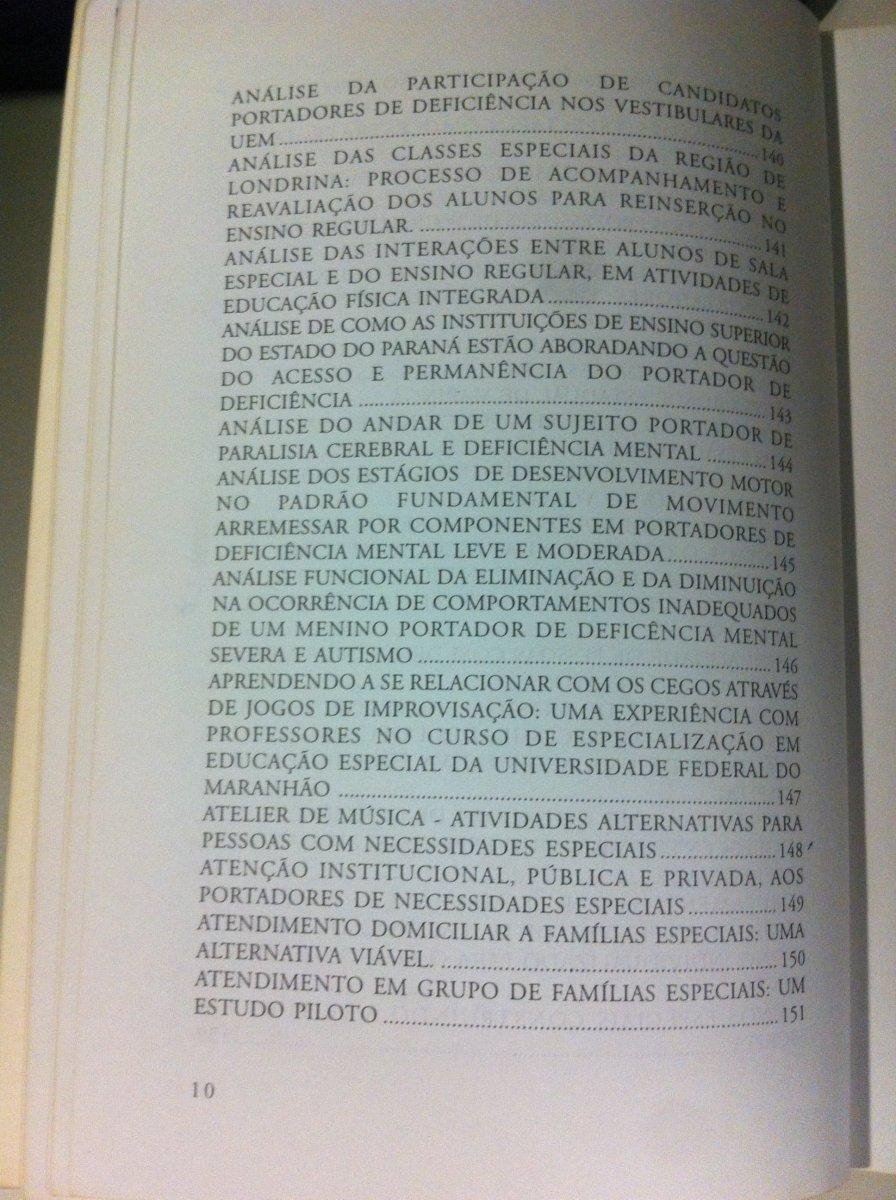 ANÁLISE DA PARTICIPAÇÃO DE CANDIDATOS
PORTADORES DE DEFICIÊNCIA NOS VESTIBULARES DA
UEM ........................................ 140
ANÁLISE DAS CLASSES ESPECIAIS DA REGIÃO DE
LONDRINA: PROCESSO DE ACOMPANHAMENTO E
REAVALIAÇÃO DOS ALUNOS PARA REINSERÇÃO NO
ENSINO REGULAR. ........................................ 141
ANÁLISE DAS INTERAÇÕES ENTRE ALUNOS DE SALA
ESPECIAL E DO ENSINO REGULAR, EM ATIVIDADES DE
EDUCAÇÃO FÍSICA INTEGRADA ........................................ 142
ANÁLISE DE COMO AS INSTITUIÇÕES DE ENSINO SUPERIOR
DO ESTADO DO PARANÁ ESTÃO ABORADANDO A QUESTÃO
DO ACESSO E PERMANÊNCIA DO PORTADOR DE
DEFICIÊNCIA ........................................ 143
ANÁLISE DO ANDAR DE UM SUJEITO PORTADOR DE
PARALISIA CEREBRAL E DEFICIÊNCIA MENTAL ............ 144
ANÁLISE DOS ESTÁGIOS DE DESENVOLVIMENTO MOTOR
NO PADRÃO FUNDAMENTAL DE MOVIMENTO
ARREMESSAR POR COMPONENTES EM PORTADORES DE
DEFICIÊNCIA MENTAL LEVE E MODERADA .................... 145
ANÁLISE FUNCIONAL DA ELIMINAÇÃO E DA DIMINUIÇÃO
NA OCORRÊNCIA DE COMPORTAMENTOS INADEQUADOS
DE UM MENINO PORTADOR DE DEFICÊNCIA MENTAL
SEVERA E AUTISMO ........................................ 146
APRENDENDO A SE RELACIONAR COM OS CEGOS ATRAVÉS
DE JOGOS DE IMPROVISAÇÃO: UMA EXPERIÊNCIA COM
PROFESSORES NO CURSO DE ESPECIALIZAÇÃO EM
EDUCAÇÃO ESPECIAL DA UNIVERSIDADE FEDERAL DO
MARANHÃO ........................................ 147
ATELIER DE MÚSICA - ATIVIDADES ALTERNATIVAS PARA
PESSOAS COM NECESSIDADES ESPECIAIS ........................ 148
ATENÇÃO INSTITUCIONAL, PÚBLICA E PRIVADA, AOS
PORTADORES DE NECESSIDADES ESPECIAIS .................. 149
ATENDIMENTO DOMICILIAR A FAMÍLIAS ESPECIAIS: UMA
ALTERNATIVA VIÁVEL. ........................................ 150
ATENDIMENTO EM GRUPO DE FAMÍLIAS ESPECIAIS: UM
ESTUDO PILOTO ........................................ 151
10